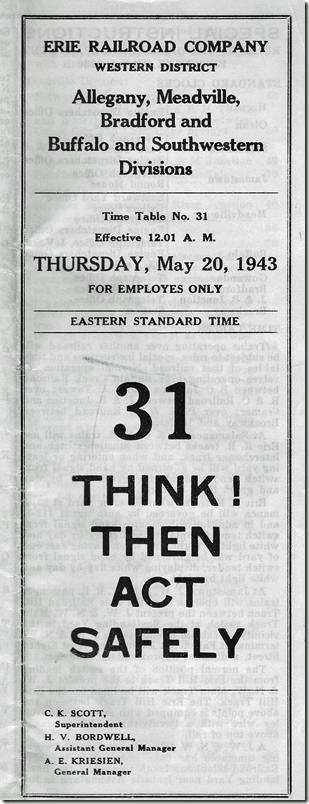 ERIE RAILROAD COMPANY
WESTERN DISTRICT
Allegany, Meadville,
Bradford and
Buffalo and Southwestern
Divisions
Time Table No. 31
Effective 12.01 A. M.
THURSDAY, May 20, 1943
FOR EMPLOYES ONLY
EASTERN STANDARD TIME
31
THINK!
THEN
ACT
SAFELY
C. K. SCOTT,
Superintendent
H. V. BORDWELL,
Assistant General Manager
A. E. KRIESIEN,
General Manager